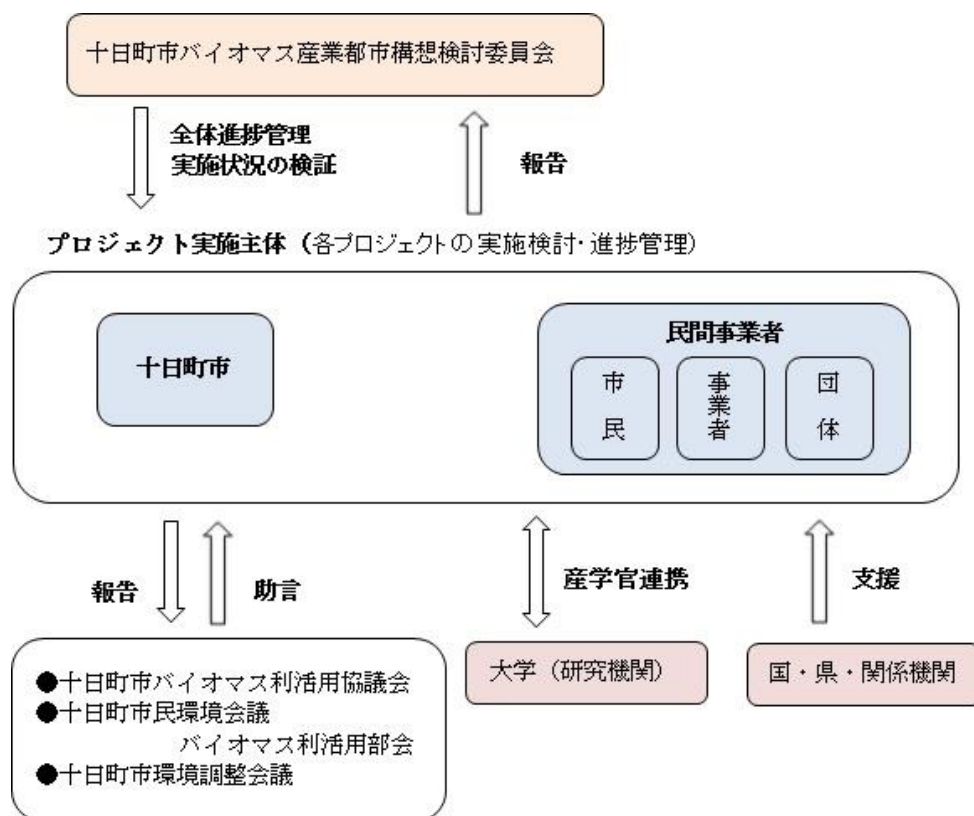 十日町市バイオマス産業都市構想検討委員会
全体進捗管理
実施状況の検証
報告
プロジェクト実施主体（各プロジェクトの実施検討・進捗管理）
十日町市
民間事業者
市民
事業者
団体
報告
助言
産学官連携
支援
●十日町市バイオマス利活用協議会
●十日町市民環境会議
バイオマス利活用部会
●十日町市環境調整会議
大学（研究機関）
国・県・関係機関